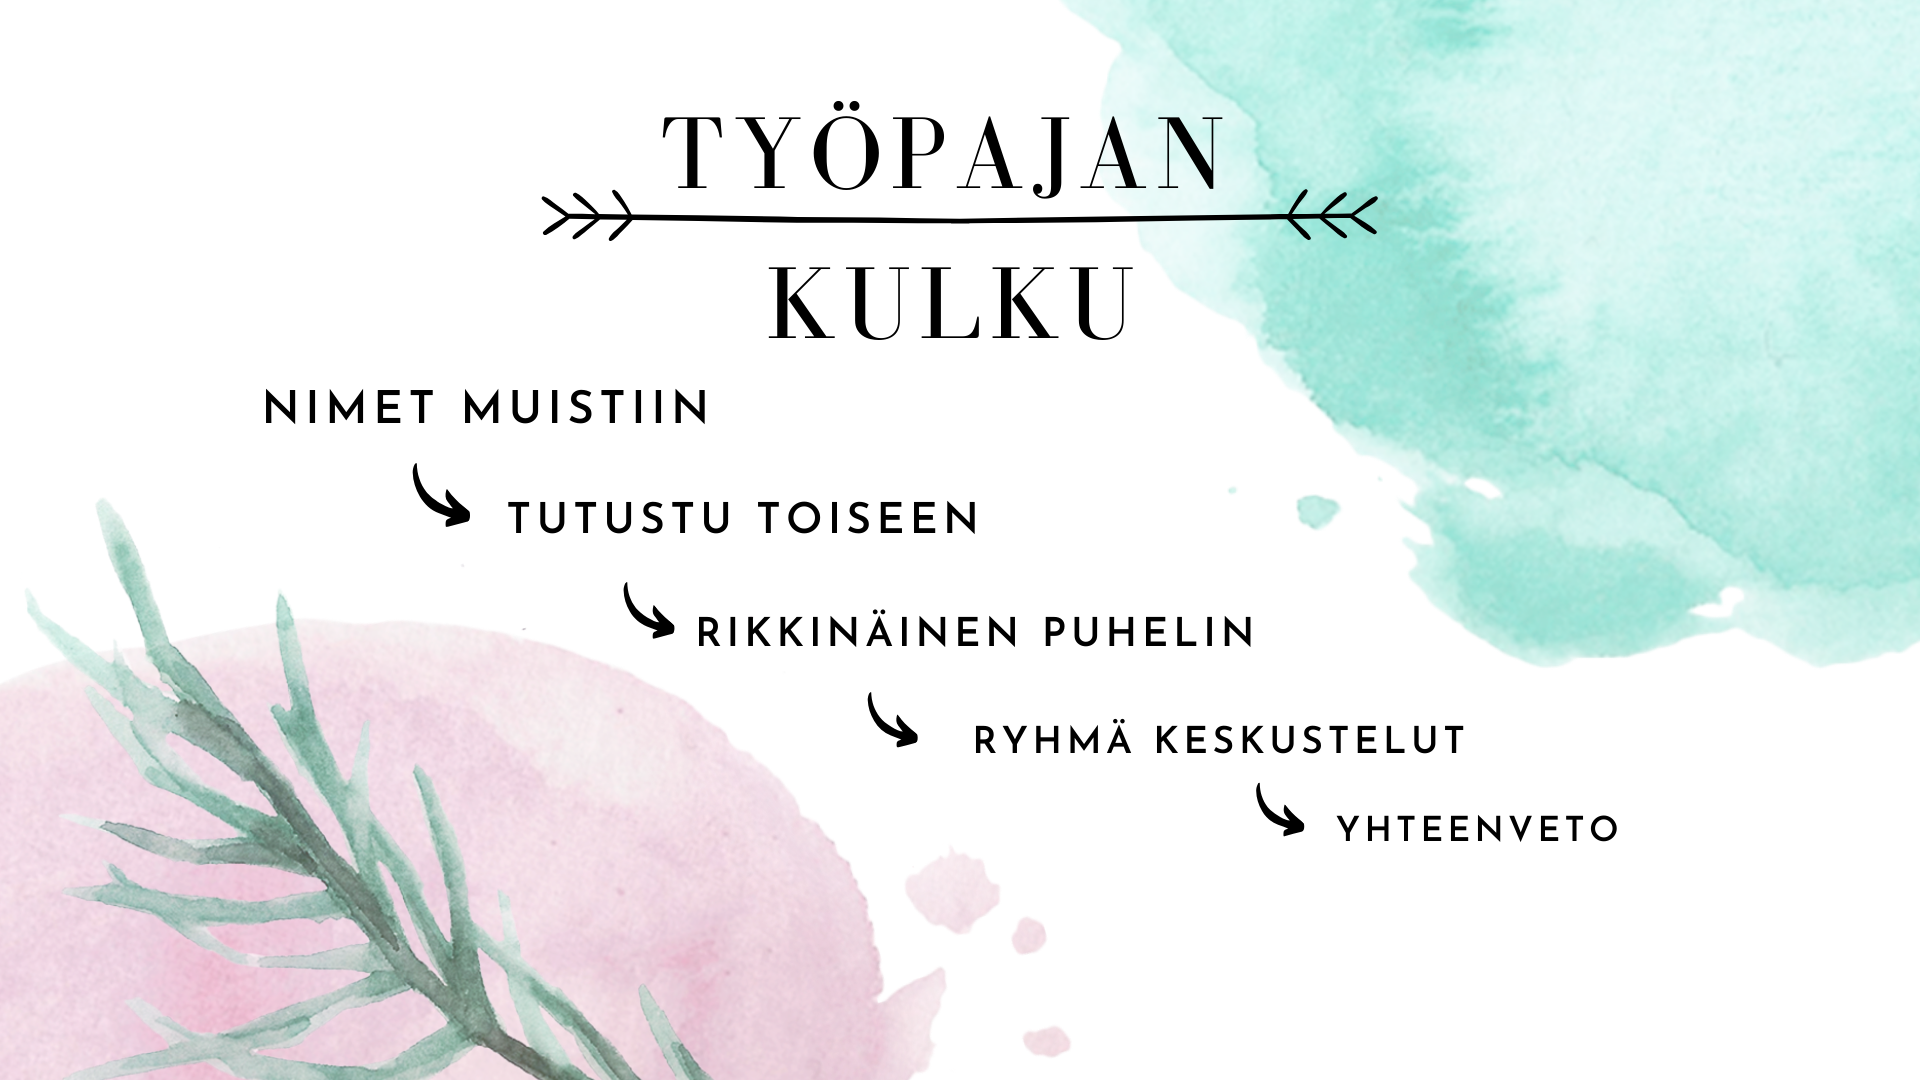 TYÖPAJAN
KULKU
NIMET MUISTIIN
TUTUSTU TOISEEN
RIKKINÄINEN PUHELIN
RYHMÄ KESKUSTELUT
YHTEENVETO